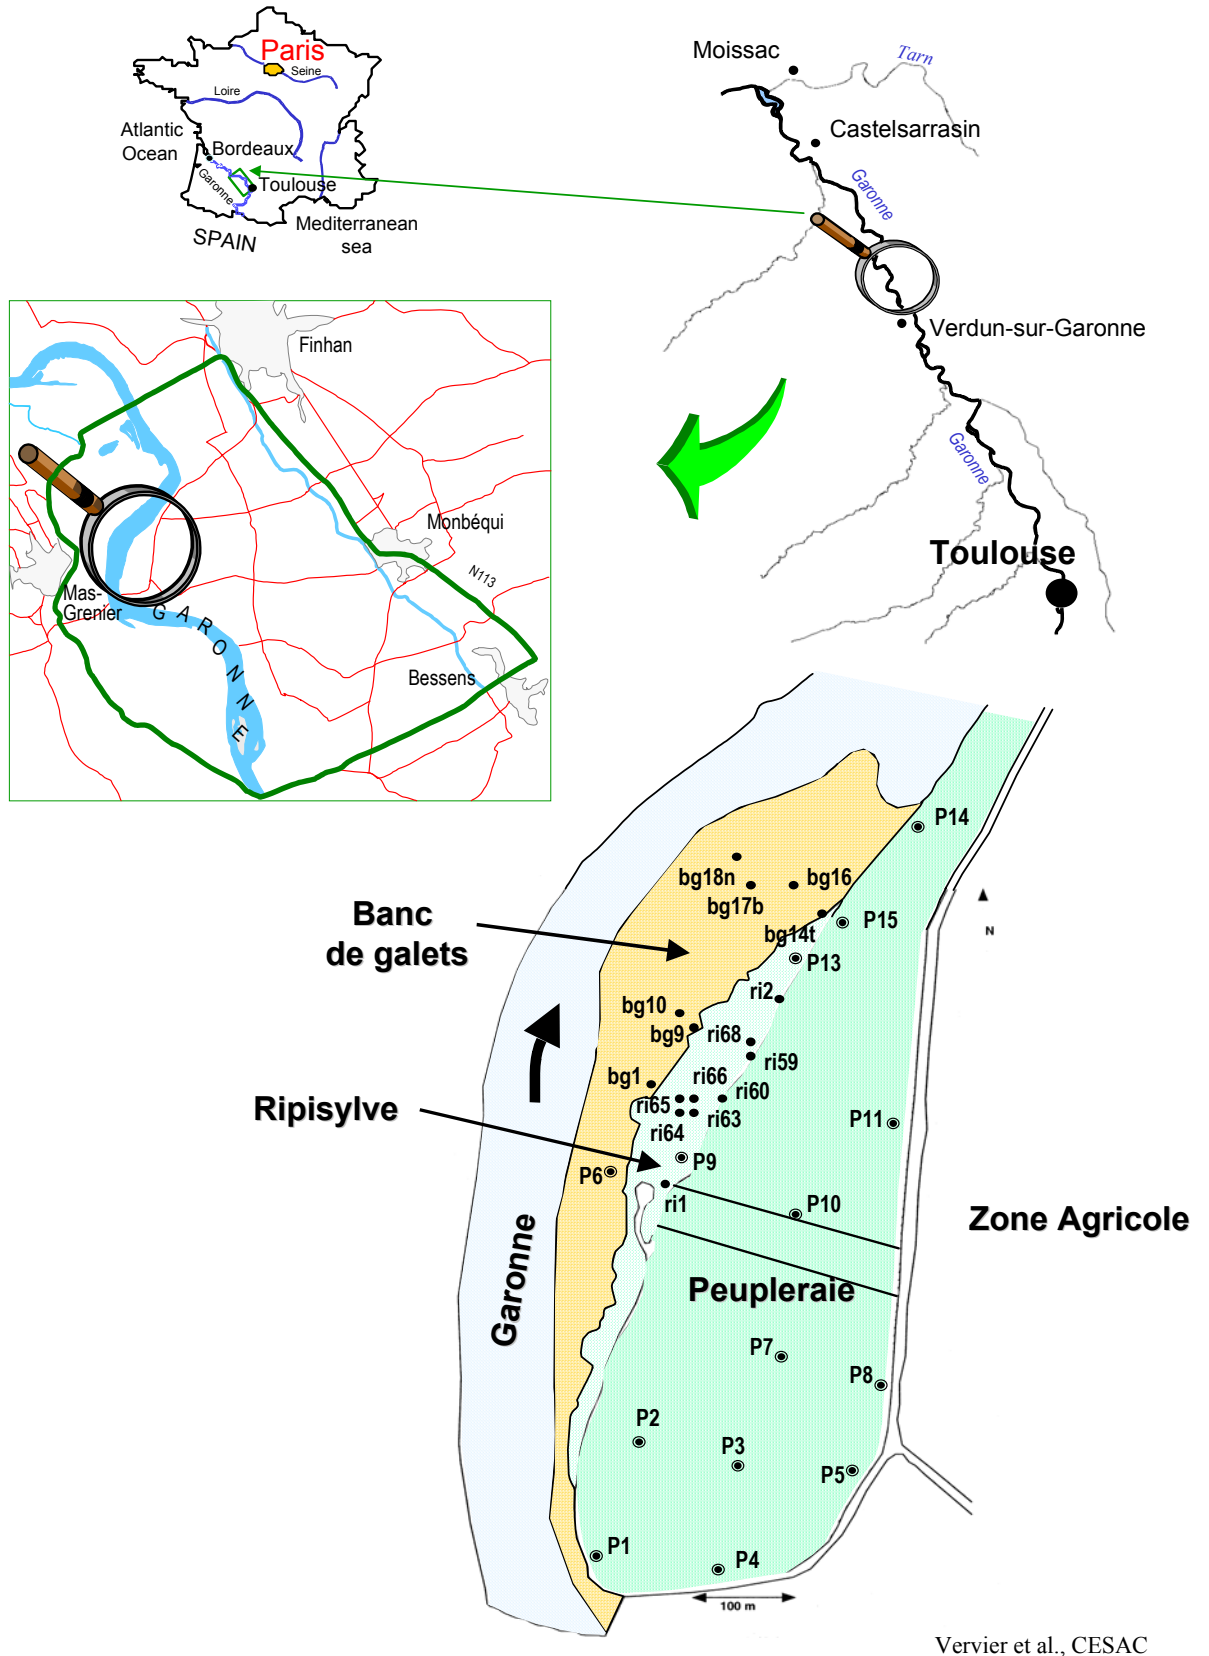 Paris
Seine
Loire
Atlantic
Ocean
Bordeaux
Garonne
Toulouse
SPAIN
Mediterranean
sea
Moissac
Tarn
Castelsarrasin
Garonne
Verdun-sur-Garonne
Garonne
Toulouse
Finhan
Monbéqui
N113
Mas-
Grenier
GARONNE
Bessens
P14
bg18n
bg16
bg17b
P15
bg14t
N
Banc
de galets
P13
ri2
bg10
bg9
ri68
ri59
bg1
ri66
ri60
ri65
Ripisylve
ri63
P11
ri64
P9
P6
ri1
P10
Zone Agricole
Garonne
Peupleraie
P7
P8
P2
P3
P5
P1
P4
100 m
Vervier et al., CESAC